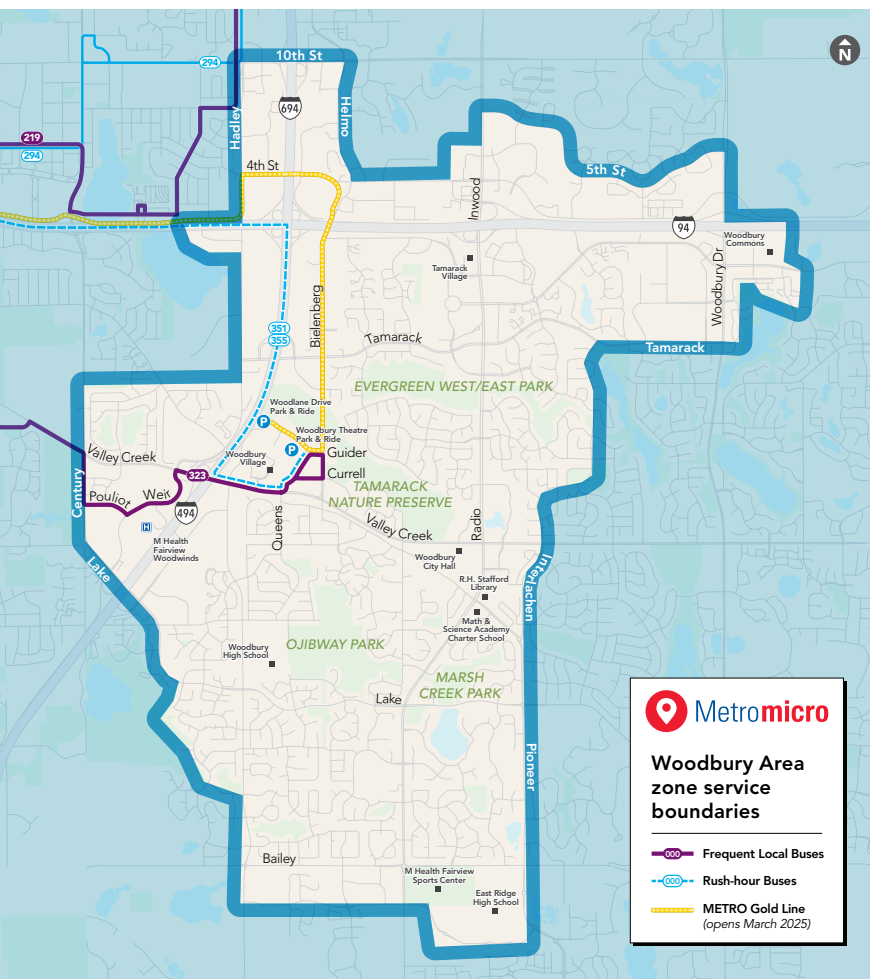 10th St
294
694
Hadley
Helmo
219
294
4th St
5th St
Inwood
94
Woodbury
Commons
Tamarack
Village
Woodbury Dr
Bielenberg
351
355
Tamarack
Tamarack
EVERGREEN WEST/EAST PARK
Woodlane Drive
Park & Ride
P
Woodbury Theatre
Park & Ride
P
Guider
Valley Creek
Woodbury
Village
Currell
323
TAMARACK
NATURE PRESERVE
Century
Pouliot
Weir
494
H
Queens
Valley Creek
Radio
M Health
Fairview
Woodwinds
Woodbury
City Hall
Lake
Interlachen
R.H. Stafford
Library
Math &
Science Academy
Charter School
Woodbury
High School
OJIBWAY PARK
MARSH
CREEK PARK
Lake
Pioneer
Bailey
M Health Fairview
Sports Center
East Ridge
High School
N
Metromicro
Woodbury Area
zone service
boundaries
000 Frequent Local Buses
000 Rush-hour Buses
METRO Gold Line
(opens March 2025)